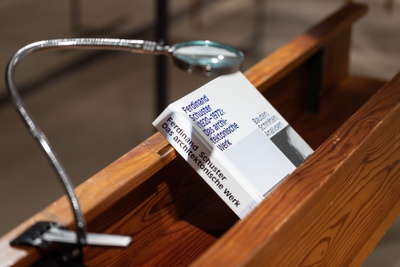 Ferdinand
Schuster
(1920–1972):
Das archi-
tektonische
Werk
Bauten,
Schriften,
Analysen
Ferdinand Schuster
Das architektonische Werk